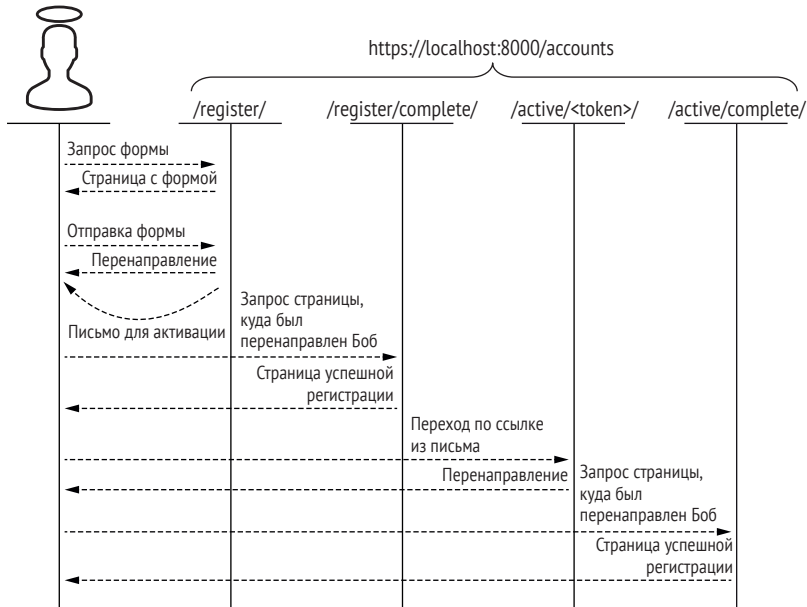 https://localhost:8000/accounts
/register/
/register/complete/
/active/<token>/
/active/complete/
Запрос формы
Страница с формой
Отправка формы
Перенаправление
Письмо для активации
Запрос страницы,
куда был
перенаправлен Боб
Страница успешной
регистрации
Переход по ссылке
из письма
Перенаправление
Запрос страницы,
куда был
перенаправлен Боб
Страница успешной
регистрации